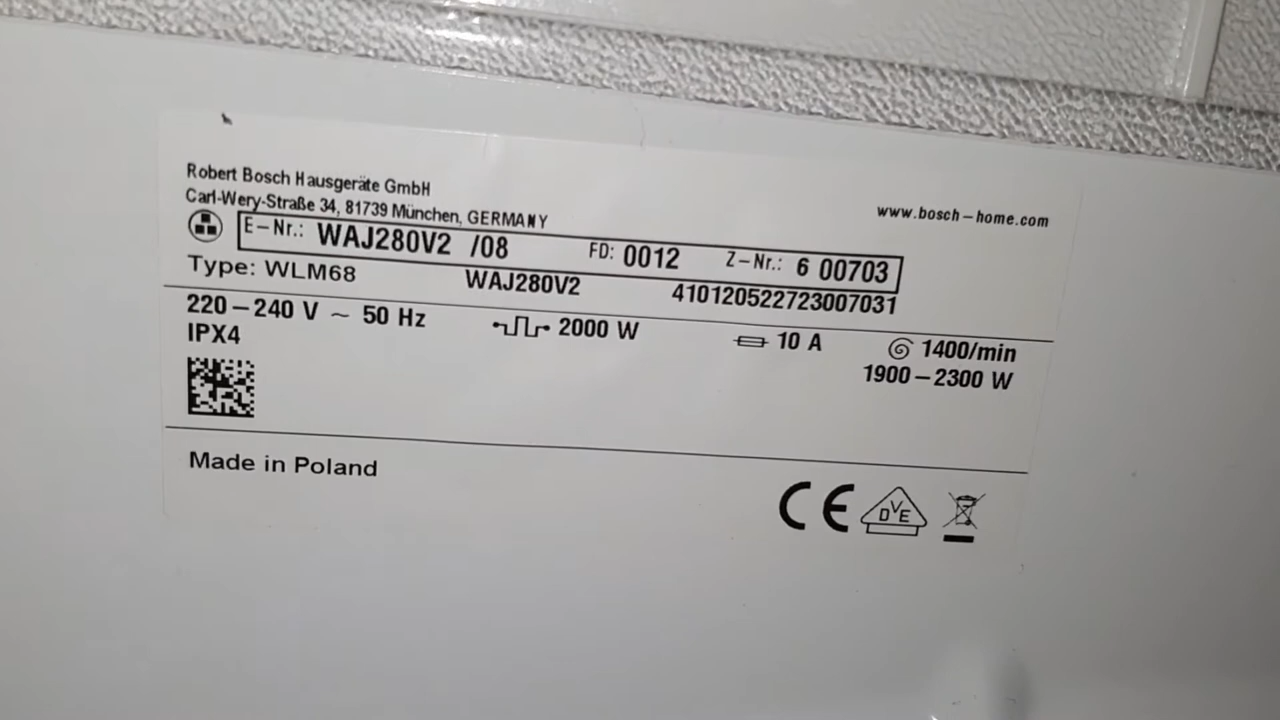 Robert Bosch Hausgeräte GmbH
Carl-Wery-Straße 34, 81739 München, GERMANY
www.bosch-home.com
E-Nr.: WAJ280V2 /08 FD: 0012 Z-Nr.: 6 00703
Type: WLM68 WAJ280V2 410120522723007031
220-240 V ~ 50 Hz 2000 W 10 A 1400/min
IPX4 1900-2300 W
Made in Poland
CE DVE